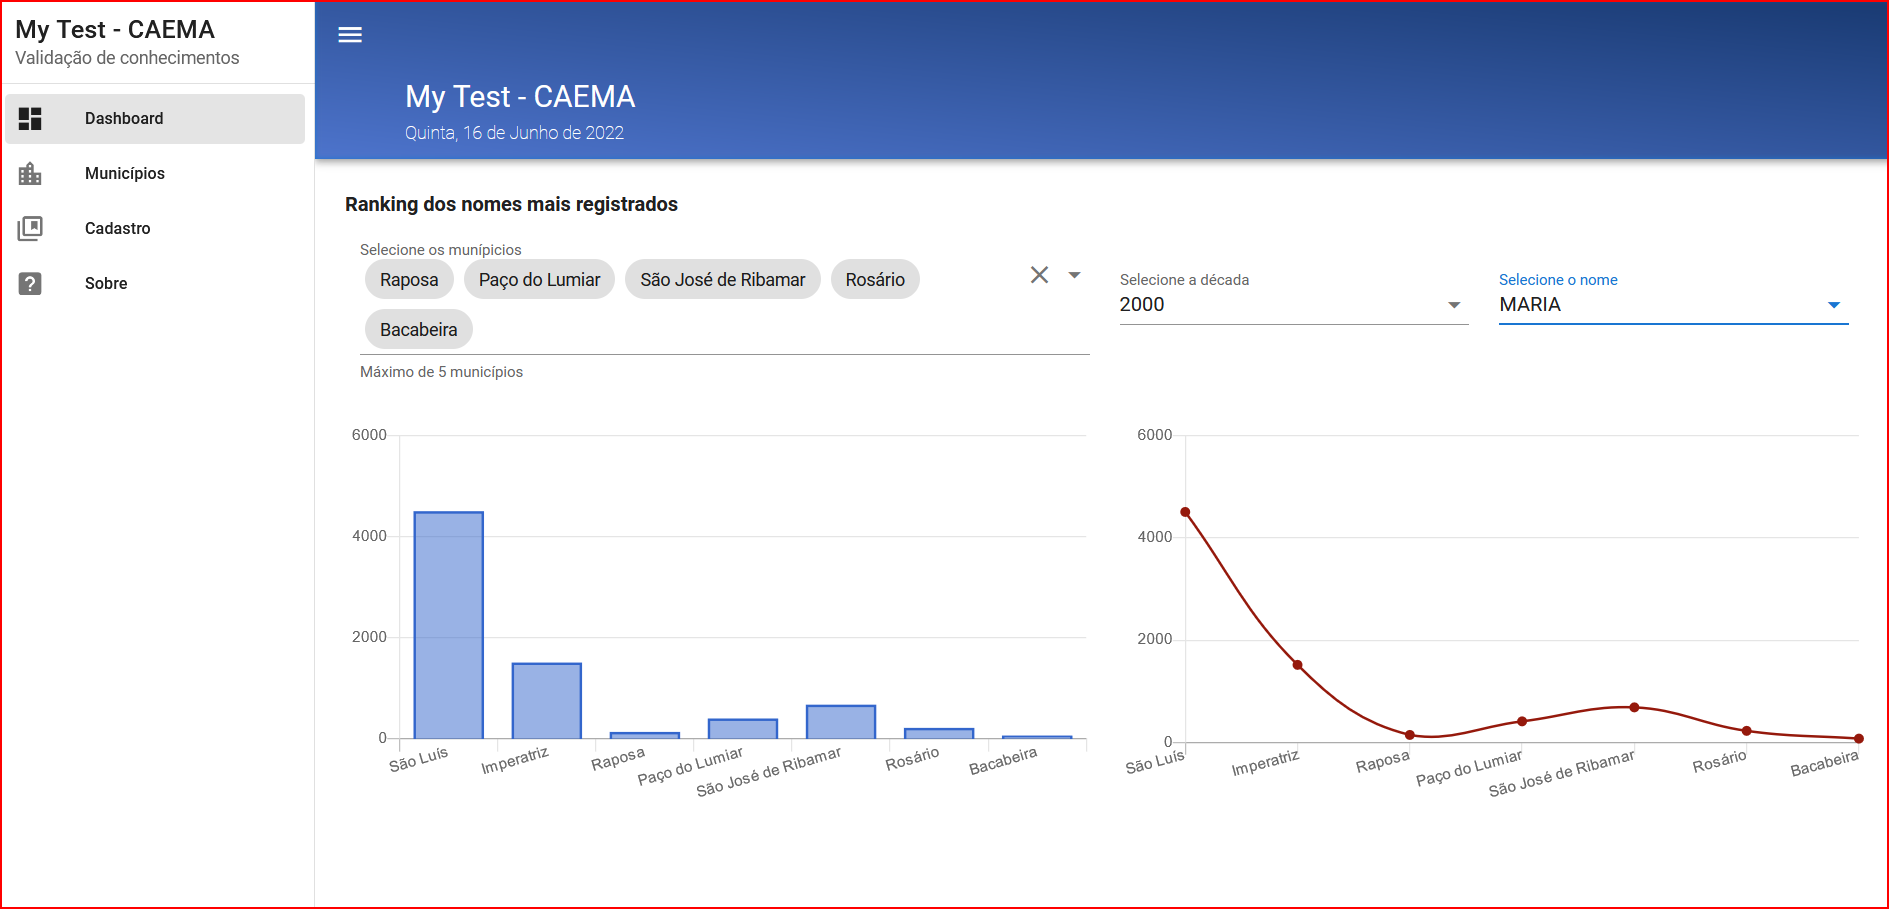 My Test - CAEMA
Validação de conhecimentos
Dashboard
Municípios
Cadastro
Sobre
My Test - CAEMA
Quinta, 16 de Junho de 2022
Ranking dos nomes mais registrados
Selecione os munípicios
Raposa Paço do Lumiar São José de Ribamar Rosário
Bacabeira
Máximo de 5 municípios
Selecione a década
2000
Selecione o nome
MARIA
6000
4000
2000
0
São Luís Imperatriz Raposa Paço do Lumiar São José de Ribamar Rosário Bacabeira
6000
4000
2000
0
São Luís Imperatriz Raposa Paço do Lumiar São José de Ribamar Rosário Bacabeira